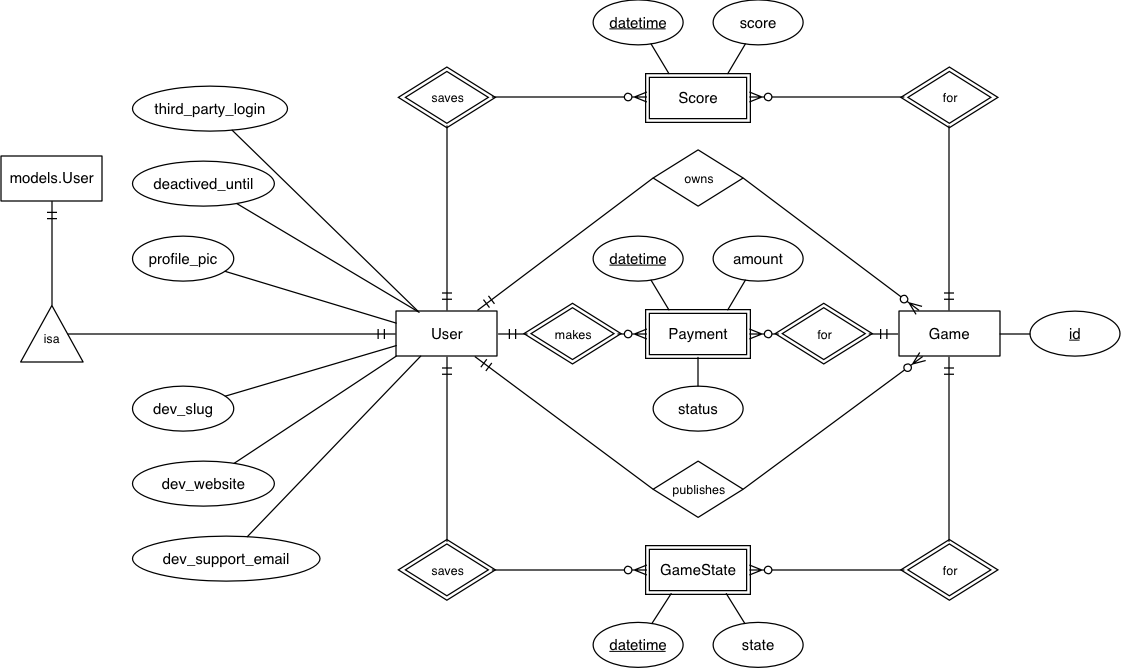 datetime
score
saves
Score
for
third_party_login
models.User
deactived_until
owns
profile_pic
datetime
amount
isa
User
makes
Payment
for
Game
id
dev_slug
status
dev_website
publishes
dev_support_email
saves
GameState
for
datetime
state